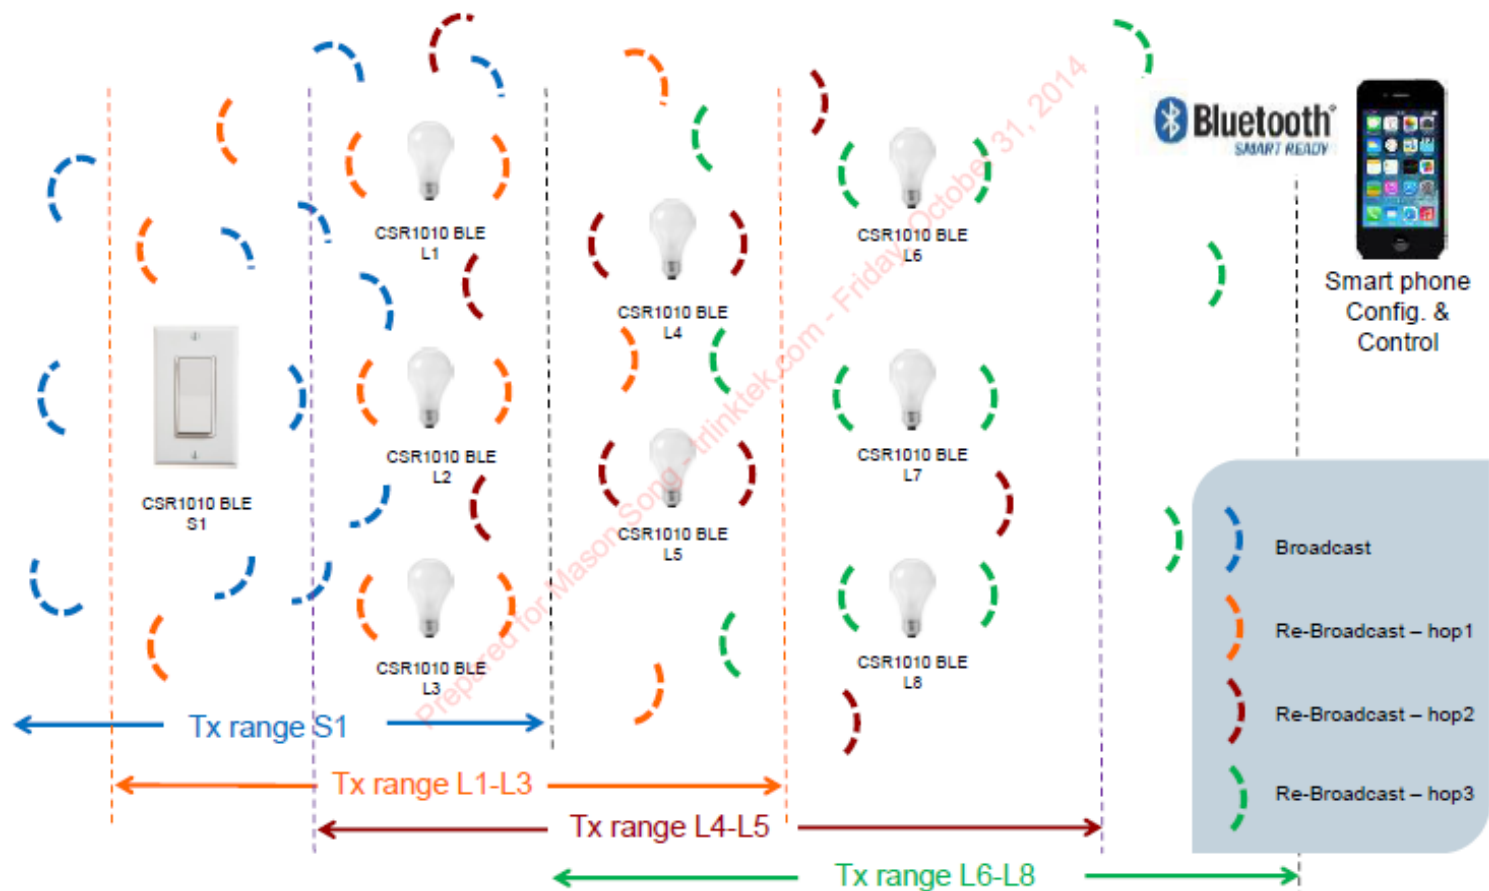 Bluetooth®
SMART READY
CSR1010 BLE
L1
CSR1010 BLE
L6
CSR1010 BLE
L4
Smart phone
Config. &
Control
CSR1010 BLE
L2
CSR1010 BLE
L7
CSR1010 BLE
S1
CSR1010 BLE
L5
CSR1010 BLE
L3
CSR1010 BLE
L8
Prepared for Mason Song - trlinktek.com - Friday, October 31, 2014
Broadcast
Re-Broadcast – hop1
Re-Broadcast – hop2
Re-Broadcast – hop3
Tx range S1
Tx range L1-L3
Tx range L4-L5
Tx range L6-L8